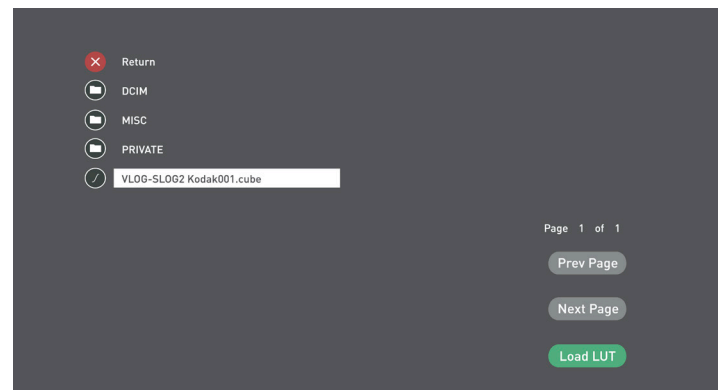 Return
DCIM
MISC
PRIVATE
VLOG-SLOG2 Kodak001.cube
Page 1 of 1
Prev Page
Next Page
Load LUT